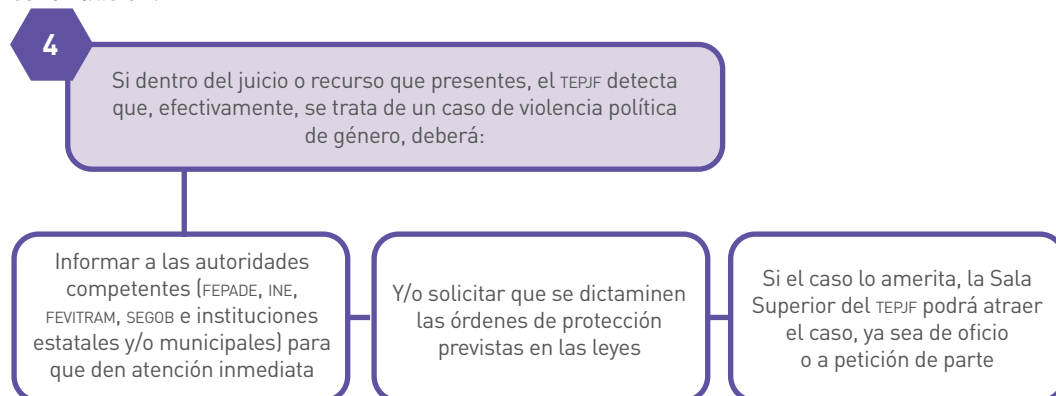 4
Si dentro del juicio o recurso que presentes, el TEPJF detecta
que, efectivamente, se trata de un caso de violencia política
de género, deberá:
Informar a las autoridades
competentes (FEPADE, INE,
FEVITRAM, SEGOB e instituciones
estatales y/o municipales) para
que den atención inmediata
Y/o solicitar que se dictaminen
las órdenes de protección
previstas en las leyes
Si el caso lo amerita, la Sala
Superior del TEPJF podrá atraer
el caso, ya sea de oficio
o a petición de parte